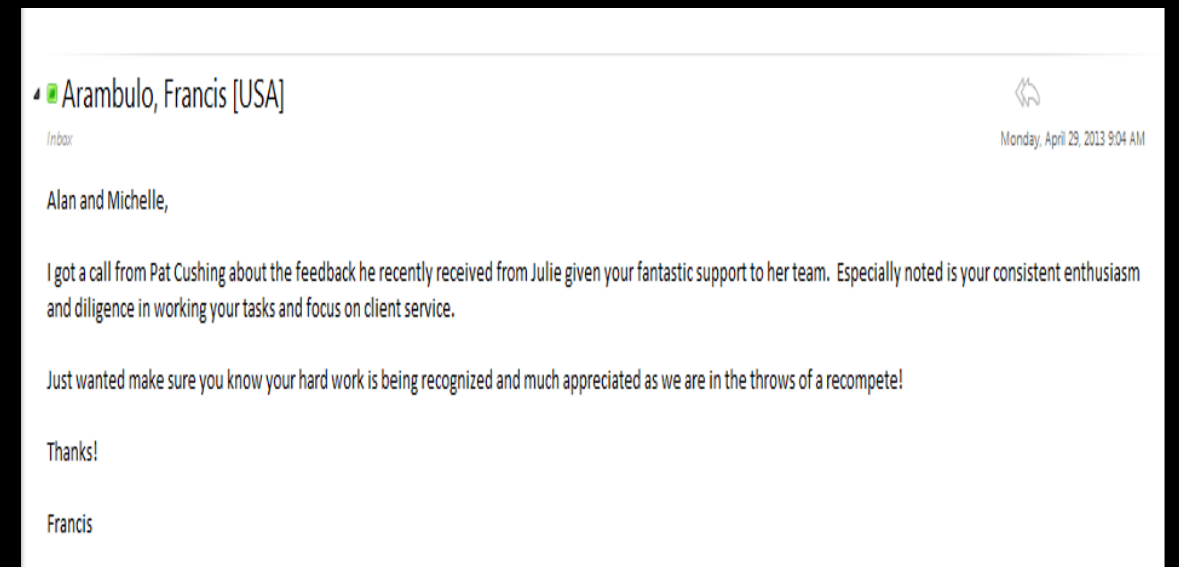 Arambulo, Francis [USA]
Inbox
Monday, April 29, 2013 9:04 AM
Alan and Michelle,
I got a call from Pat Cushing about the feedback he recently received from Julie given your fantastic support to her team.  Especially noted is your consistent enthusiasm
and diligence in working your tasks and focus on client service.
Just wanted make sure you know your hard work is being recognized and much appreciated as we are in the throws of a recompete!
Thanks!
Francis